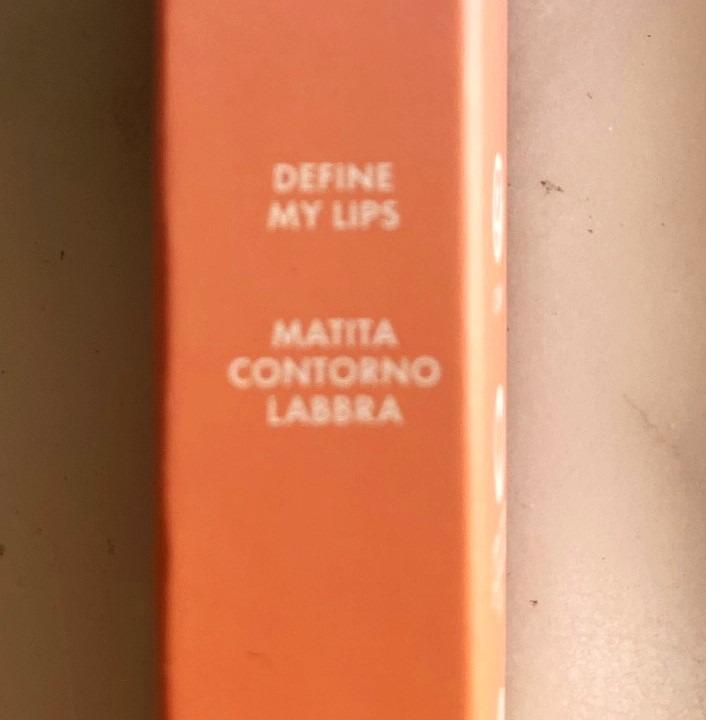 DEFINE
MY LIPS
MATITA
CONTORNO
LABBRA